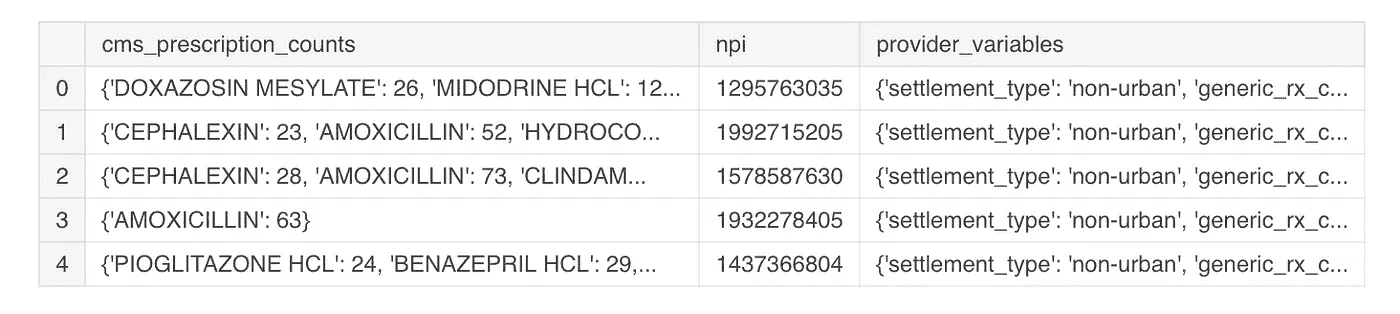 cms_prescription_counts npi provider_variables
0 {'DOXAZOSIN MESYLATE': 26, 'MIDODRINE HCL': 12... 1295763035 {'settlement_type': 'non-urban', 'generic_rx_c...
1 {'CEPHALEXIN': 23, 'AMOXICILLIN': 52, 'HYDROCO... 1992715205 {'settlement_type': 'non-urban', 'generic_rx_c...
2 {'CEPHALEXIN': 28, 'AMOXICILLIN': 73, 'CLINDAM... 1578587630 {'settlement_type': 'non-urban', 'generic_rx_c...
3 {'AMOXICILLIN': 63} 1932278405 {'settlement_type': 'non-urban', 'generic_rx_c...
4 {'PIOGLITAZONE HCL': 24, 'BENAZEPRIL HCL': 29,... 1437366804 {'settlement_type': 'non-urban', 'generic_rx_c...